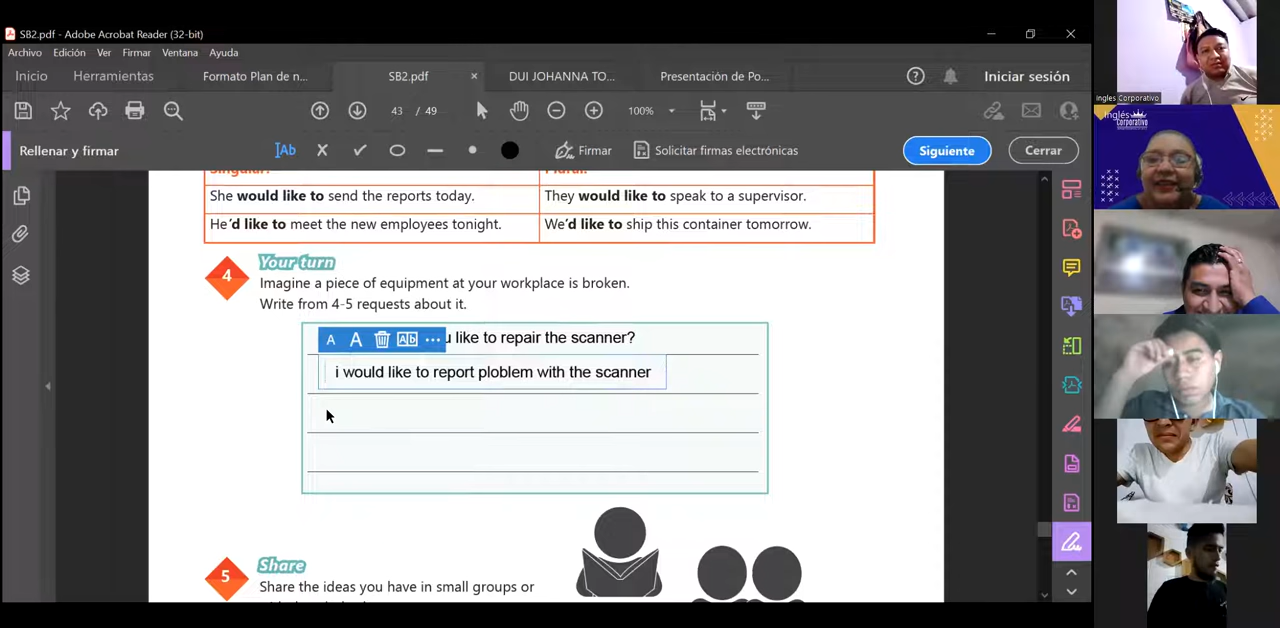 SB2.pdf - Adobe Acrobat Reader (32-bit)
Archivo Edición Ver Firmar Ventana Ayuda
Inicio Herramientas Formato Plan de n... SB2.pdf × DUI JOHANNA TO... Presentación de Po... Iniciar sesión
43 / 49 100%
Rellenar y firmar Ab Firmar Solicitar firmas electrónicas Siguiente Cerrar
She would like to send the reports today. They would like to speak to a supervisor.
He'd like to meet the new employees tonight. We'd like to ship this container tomorrow.
4 Your turn
Imagine a piece of equipment at your workplace is broken.
Write from 4-5 requests about it.
A A Ab ... u like to repair the scanner?
i would like to report ploblem with the scanner
5 Share
Share the ideas you have in small groups or
ingles Corporativo
Inglés
Corporativo